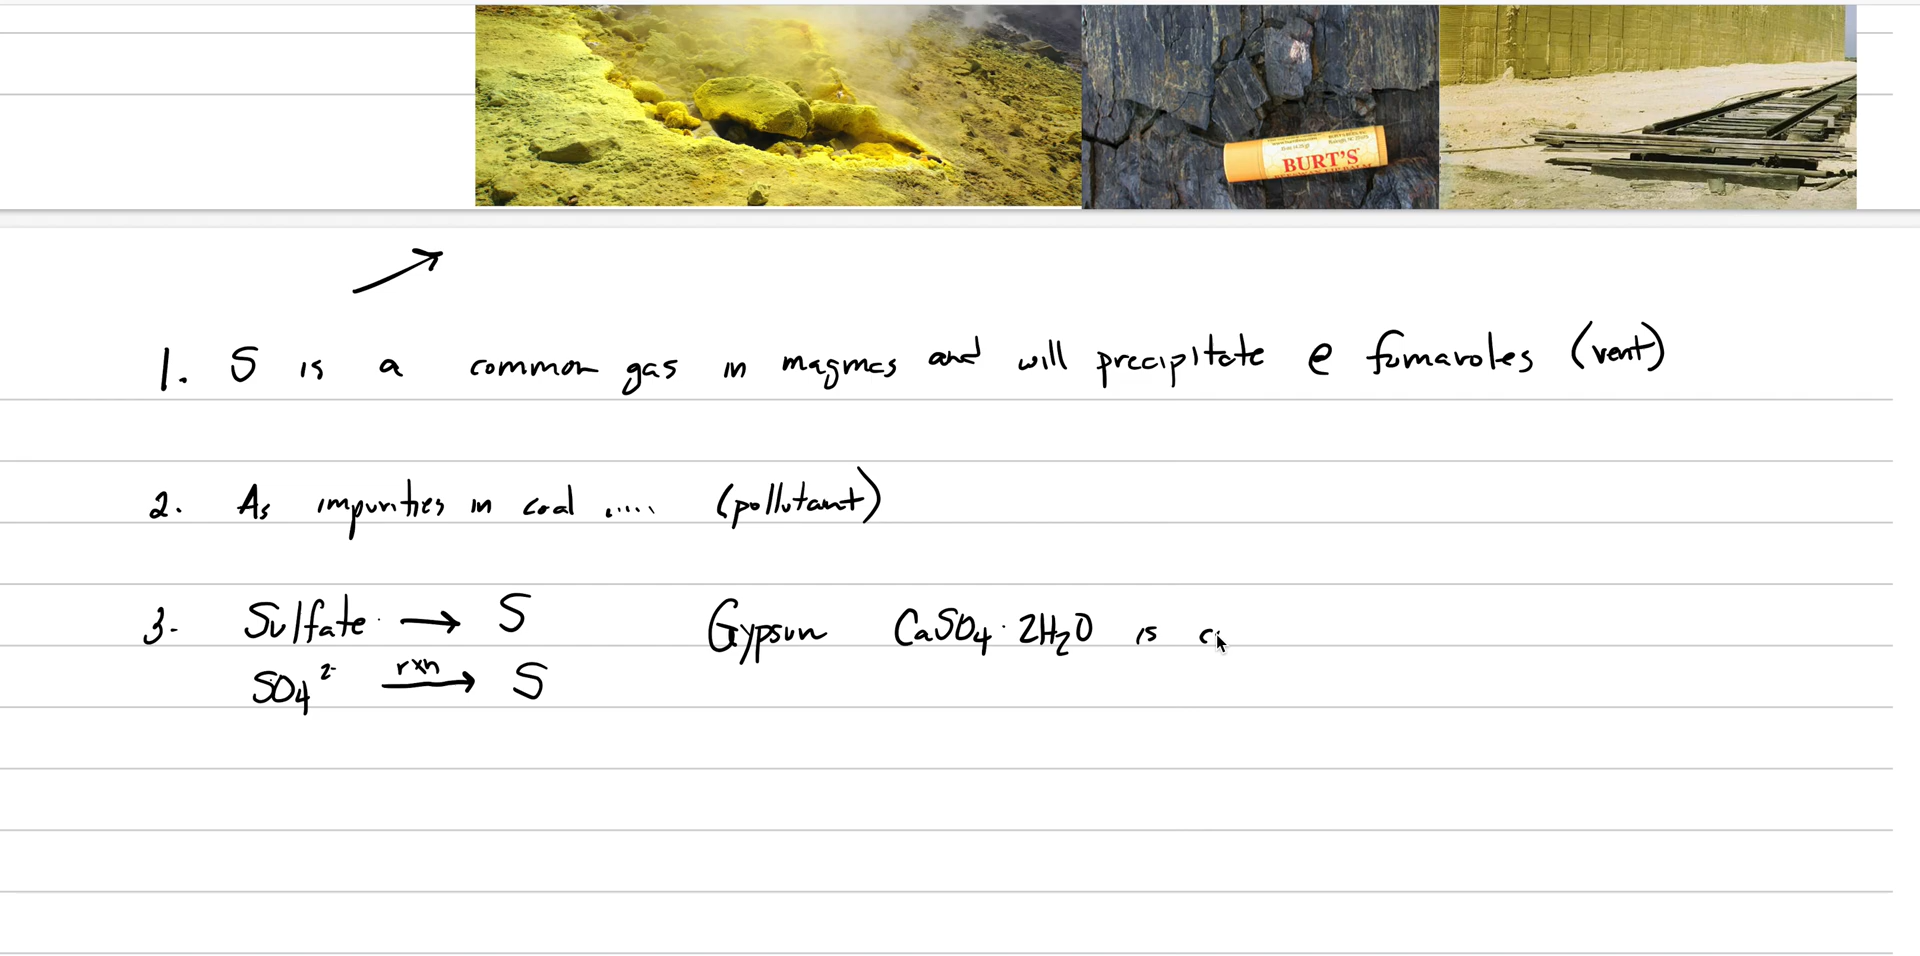 BURT'S
1. S is a common gas in magmas and will precipitate @ fumaroles (vent)
2. As impurities in coal ..... (pollutant)
3. Sulfate → S Gypsum CaSO4 · 2H2O is
SO4 2- rxn → S